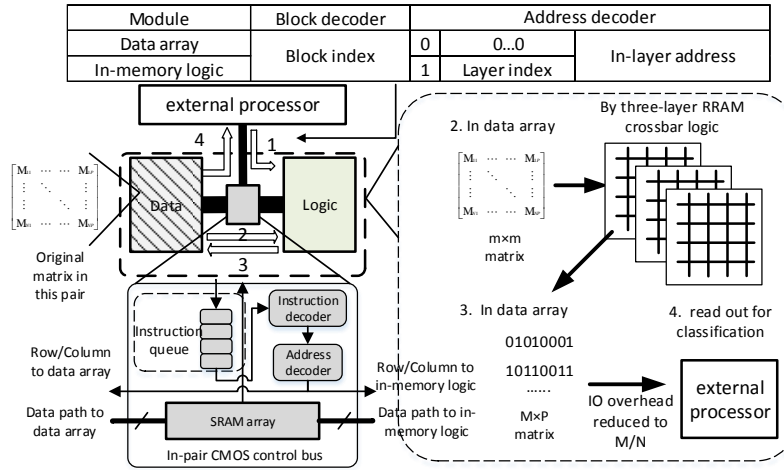 Module Block decoder Address decoder
Data array Block index 0 0...0 In-layer address
In-memory logic 1 Layer index
external processor
4 1
Data
Logic
2
3
Original
matrix in
this pair
Instruction
queue
Instruction
decoder
Address
decoder
Row/Column
to data array
Row/Column to
in-memory logic
Data path to
data array
SRAM array
Data path to in-
memory logic
In-pair CMOS control bus
By three-layer RRAM
crossbar logic
2. In data array
m×m
matrix
3. In data array
01010001
10110011
......
M×P
matrix
4. read out for
classification
IO overhead
reduced to
M/N
external
processor